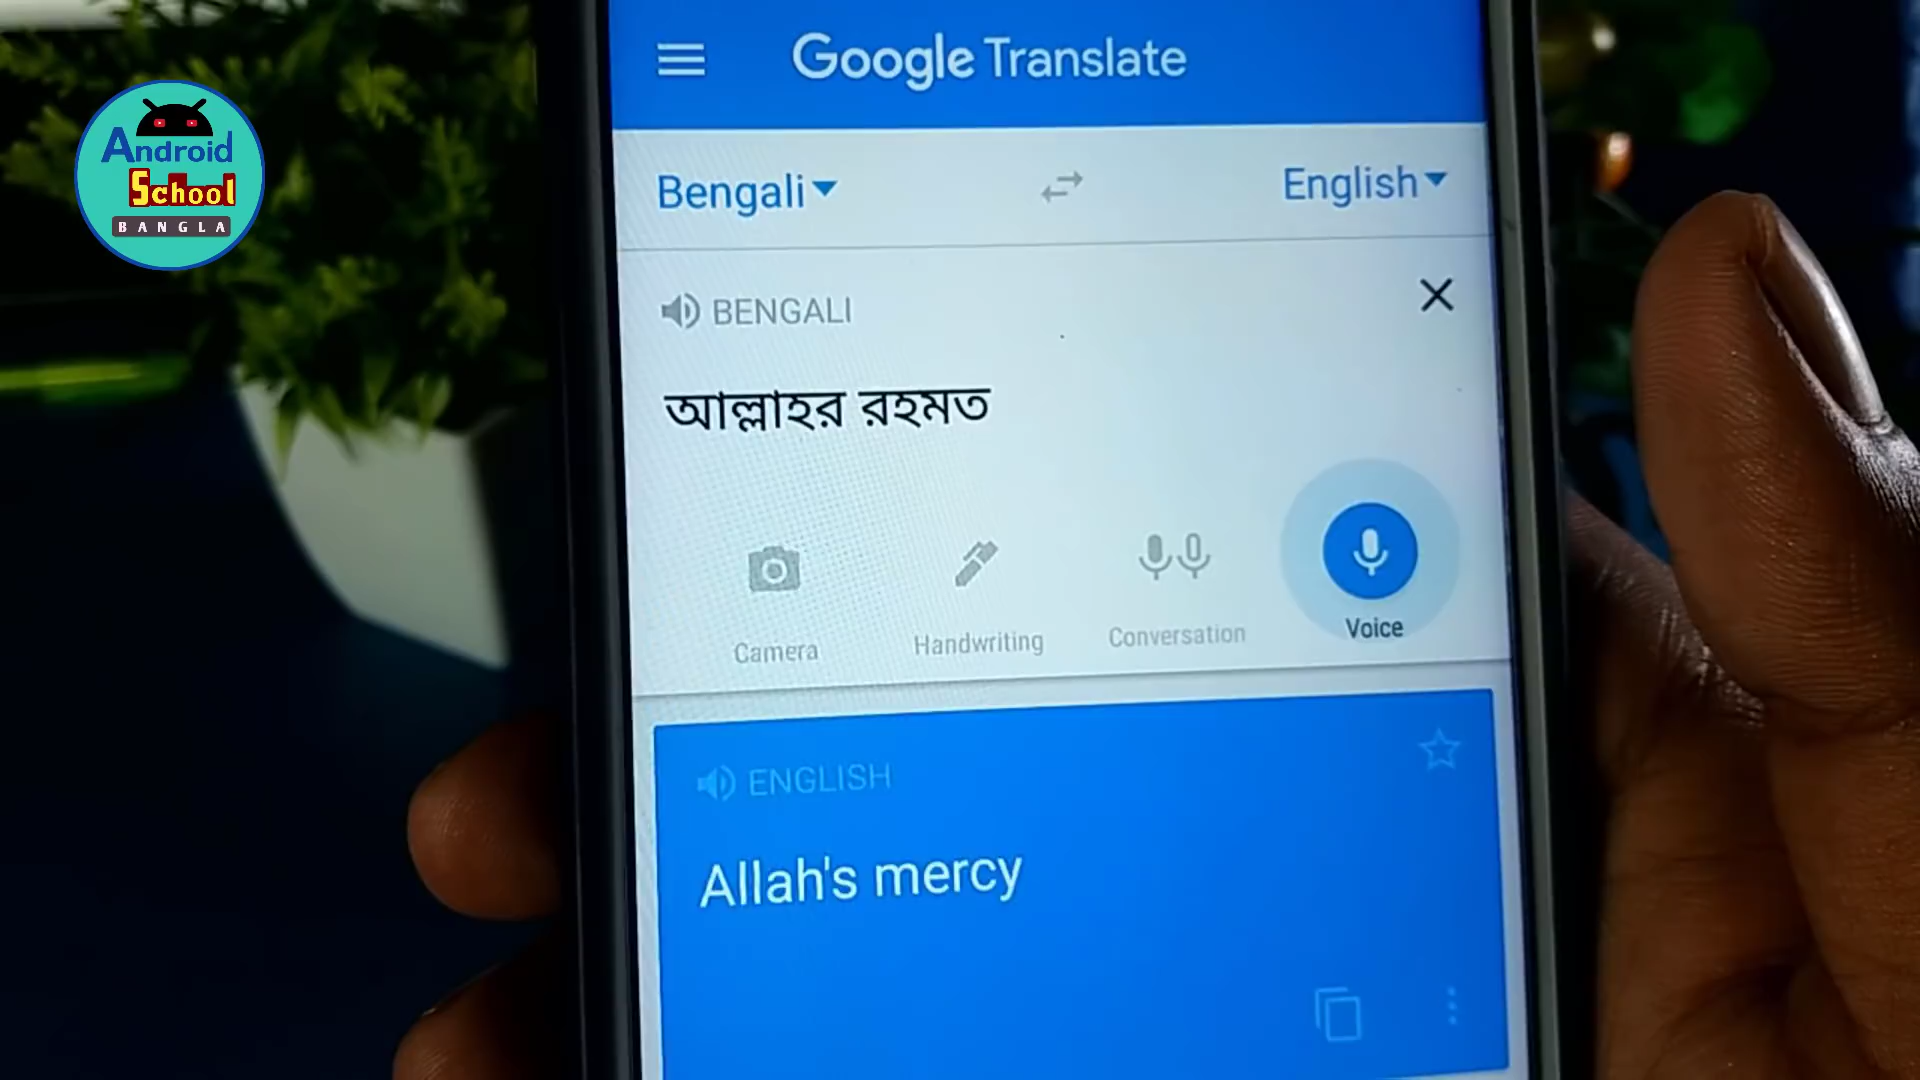 Android
School
BANGLA
Google Translate
Bengali
English
BENGALI
আল্লাহর রহমত
Camera
Handwriting
Conversation
Voice
ENGLISH
Allah's mercy